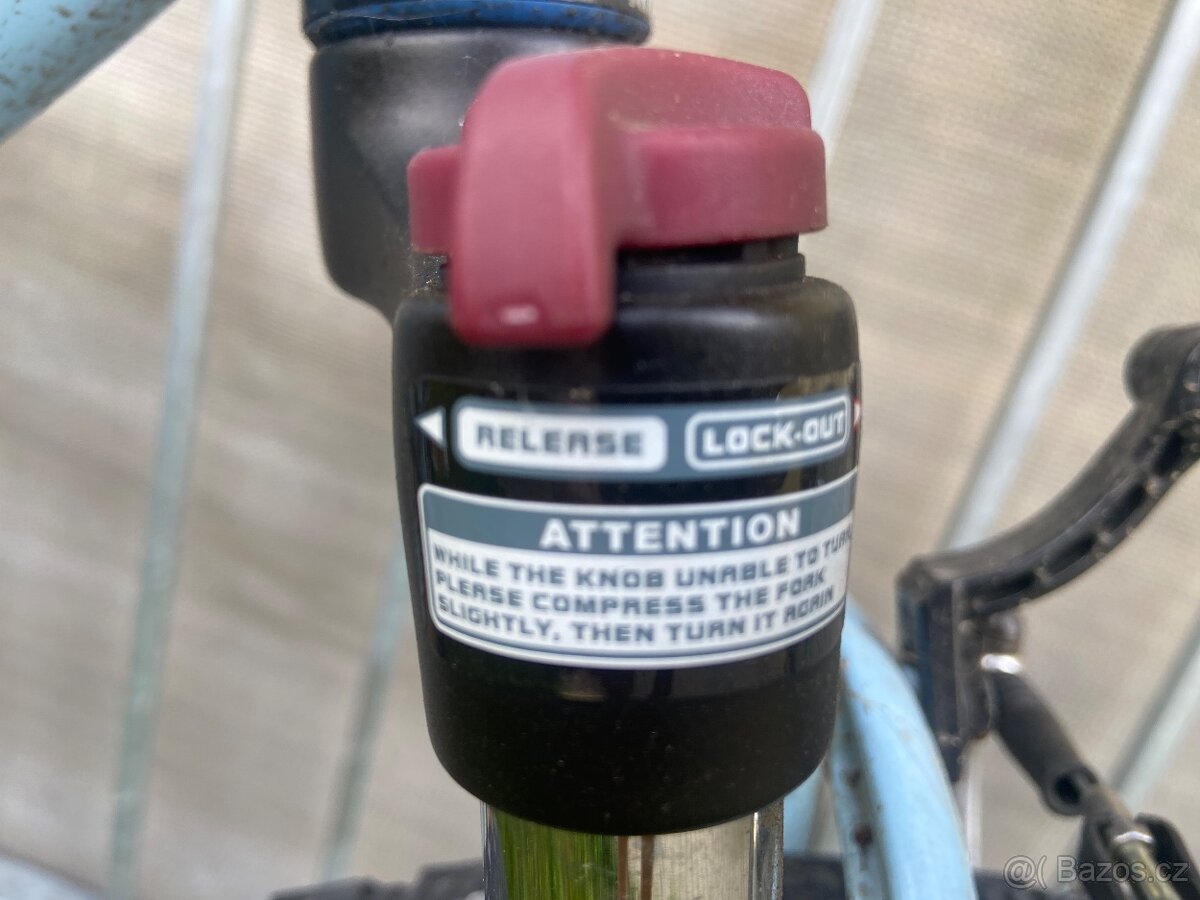 RELEASE LOCK-OUT
ATTENTION
WHILE THE KNOB UNABLE TO TURN
PLEASE COMPRESS THE FORK
SLIGHTLY, THEN TURN IT AGAIN
@( Bazos.cz